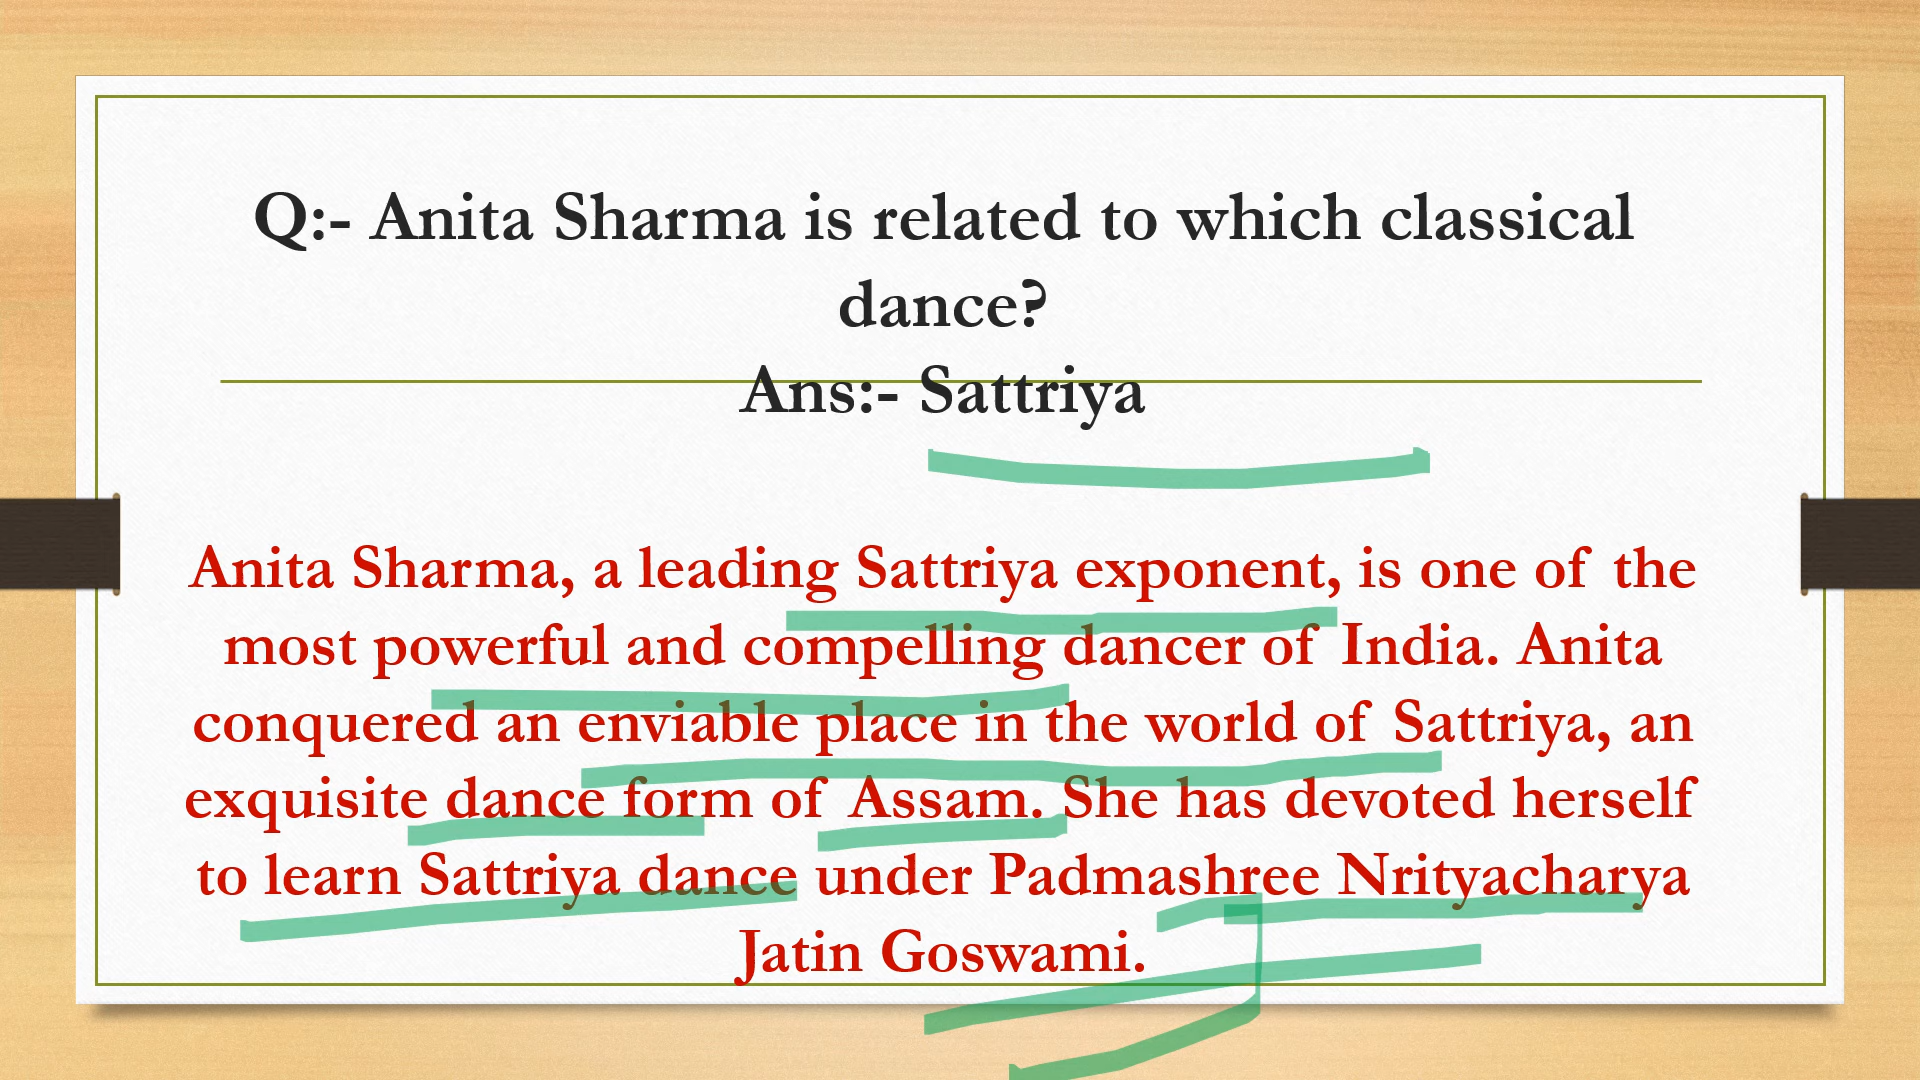 Q:- Anita Sharma is related to which classical
dance?
Ans:- Sattriya
Anita Sharma, a leading Sattriya exponent, is one of the
most powerful and compelling dancer of India. Anita
conquered an enviable place in the world of Sattriya, an
exquisite dance form of Assam. She has devoted herself
to learn Sattriya dance under Padmashree Nrityacharya
Jatin Goswami.